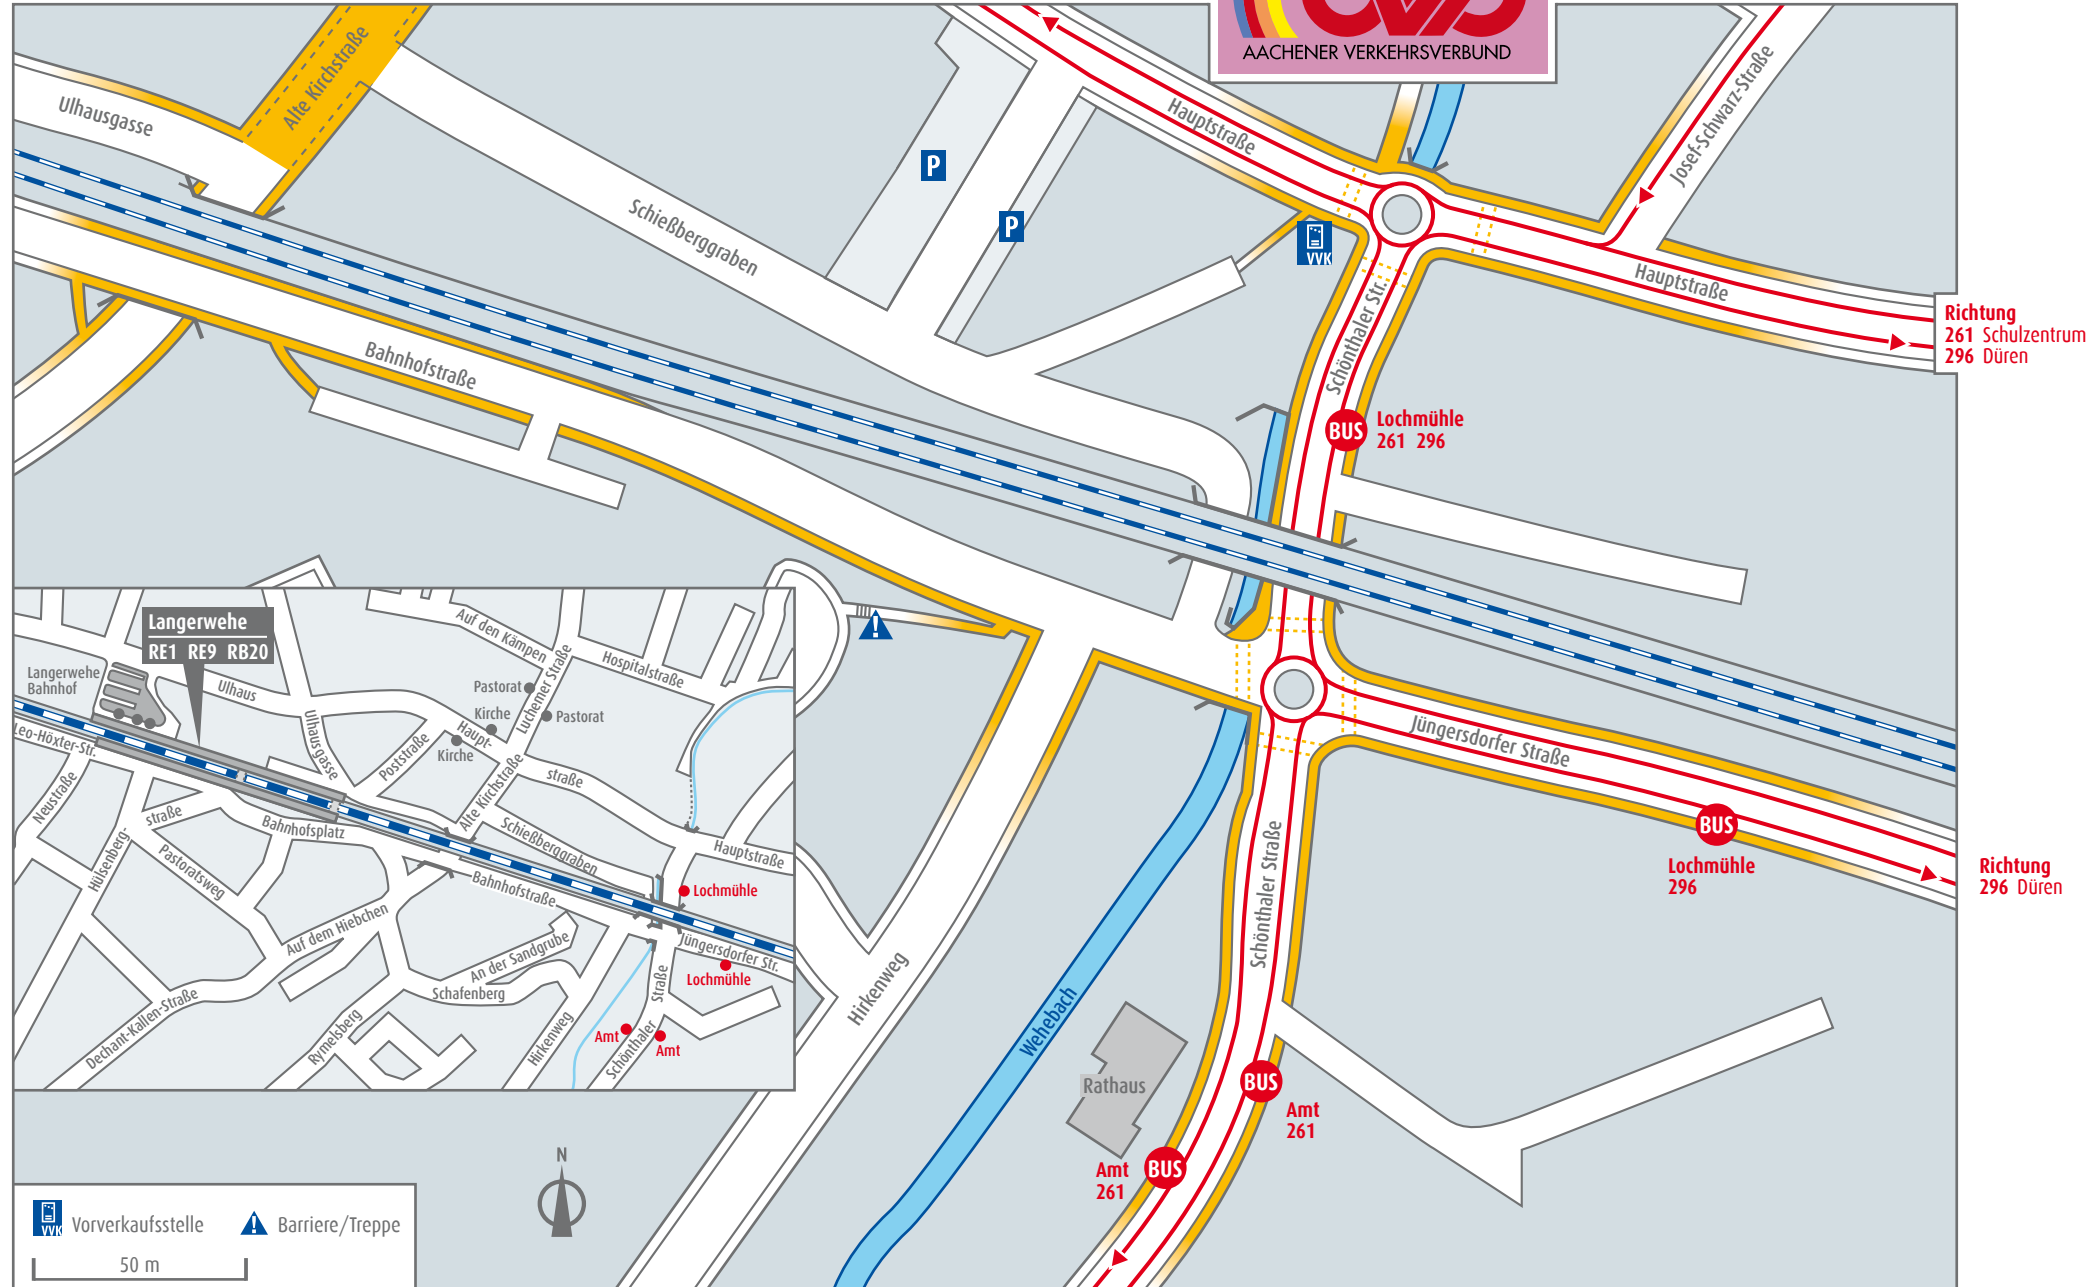 AACHENER VERKEHRSVERBUND
Alte Kirchstraße
Ulhausgasse
Hauptstraße
Josef-Schwarz-Straße
P
P
Schießberggraben
VVK
Hauptstraße
Schönthaler Str.
Richtung
261 Schulzentrum
296 Düren
Bahnhofstraße
BUS
Lochmühle
261 296
Langerwehe
RE1 RE9 RB20
Langerwehe
Bahnhof
Ulhaus
Auf den Kämpen
Hospitalstraße
Luchemer Straße
Pastorat
Kirche
Pastorat
Haupt-
Kirche
straße
Leo-Höxter-Str.
Ulhausgasse
Poststraße
Alte Kirchstraße
Neustraße
straße
Hülsenberg-
Bahnhofsplatz
Schießberggraben
Hauptstraße
Pastoratsweg
Bahnhofstraße
Lochmühle
Auf dem Hiebchen
An der Sandgrube
Jüngersdorfer Str.
Lochmühle
Schafenberg
Dechant-Kallen-Straße
Rymelsberg
Hirkenweg
Straße
Schönthaler
Amt
Amt
Jüngersdorfer Straße
BUS
Lochmühle
296
Richtung
296 Düren
Schönthaler Straße
Hirkenweg
Wehebach
Rathaus
BUS
Amt
261
BUS
Amt
261
N
VVK
Vorverkaufsstelle
Barriere/Treppe
50 m